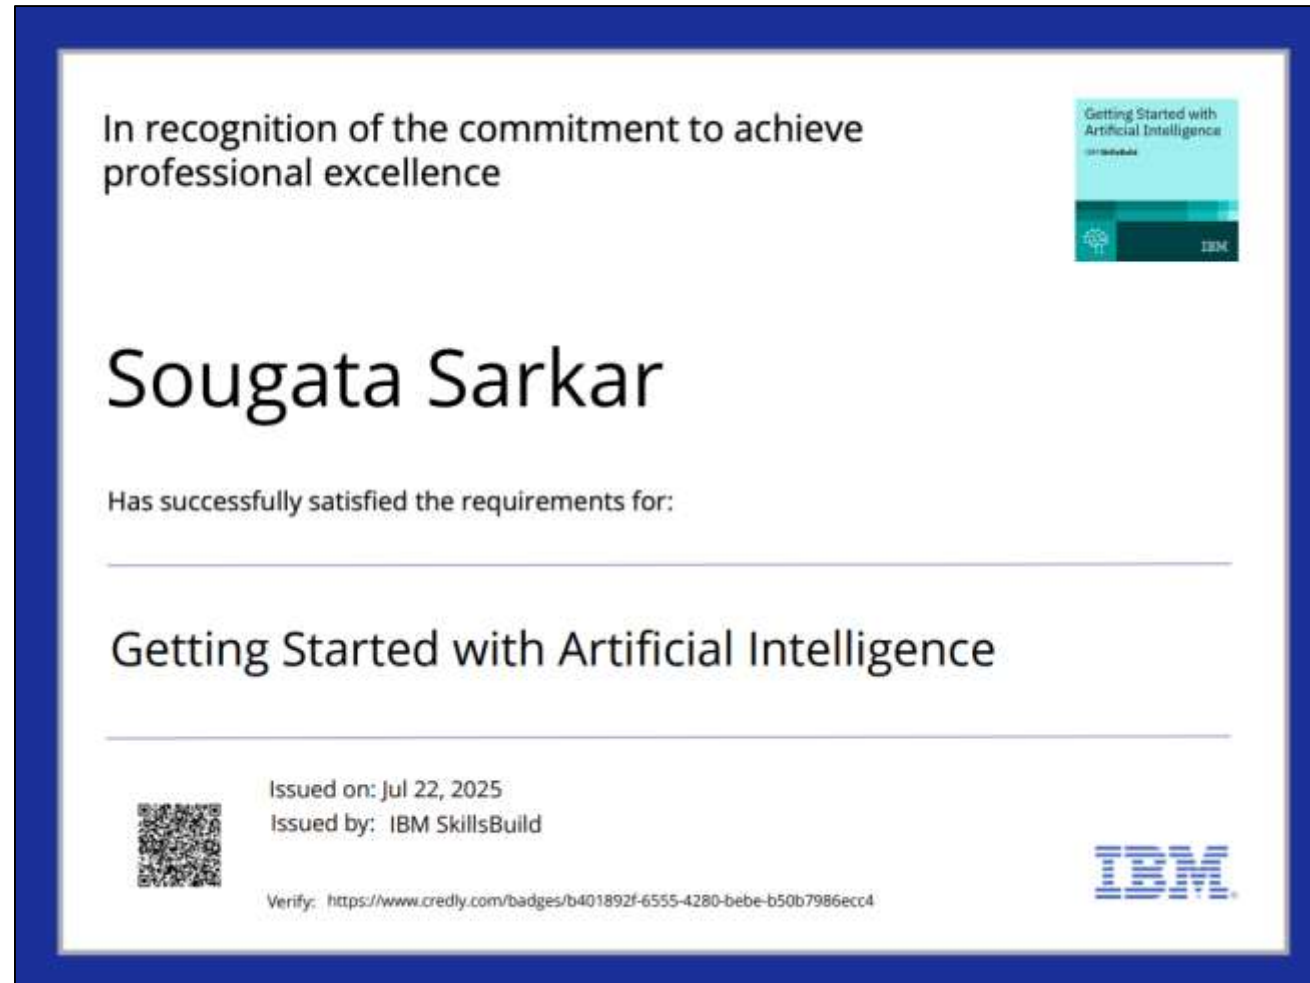 In recognition of the commitment to achieve
professional excellence
Getting Started with
Artificial Intelligence
IBM SkillsBuild
IBM
Sougata Sarkar
Has successfully satisfied the requirements for:
Getting Started with Artificial Intelligence
Issued on: Jul 22, 2025
Issued by: IBM SkillsBuild
Verify: https://www.credly.com/badges/b401892f-6555-4280-bebe-b50b7986ecc4
IBM.